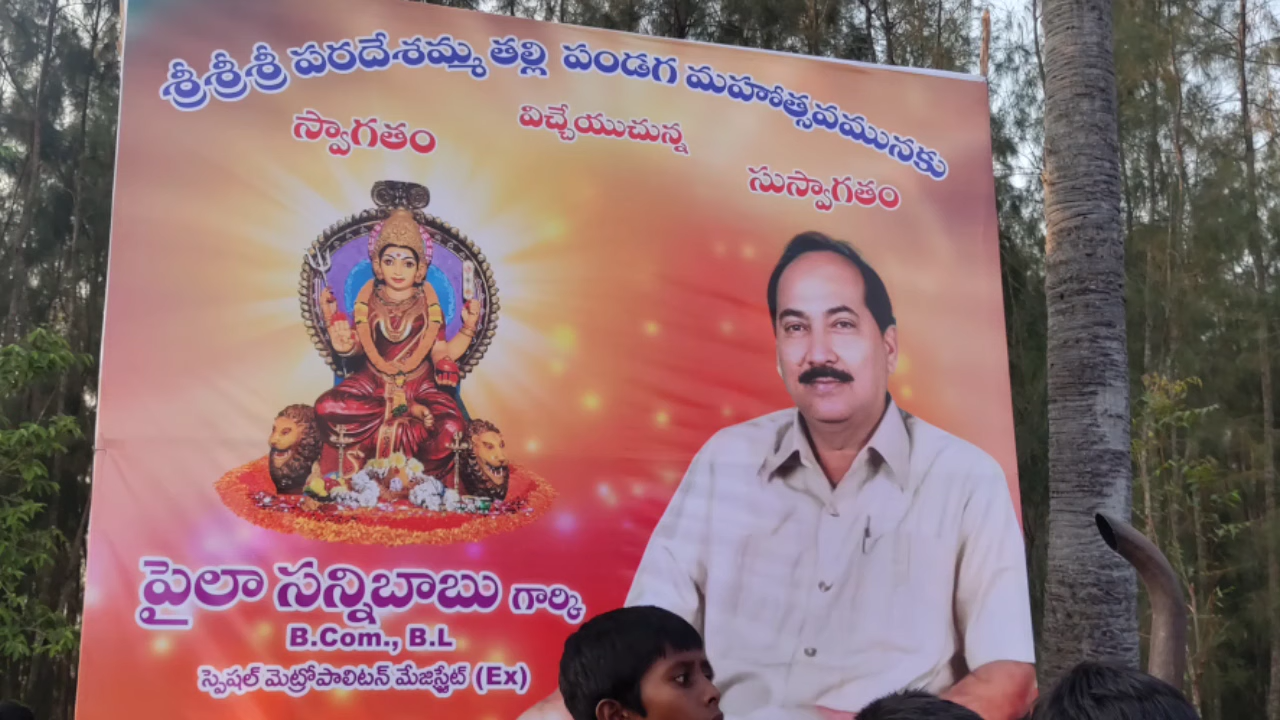 శ్రీశ్రీశ్రీ పరదేశమ్మ తల్లి పండగ మహోత్సవమునకు
స్వాగతం విచ్చేయుచున్న సుస్వాగతం
పైలా సన్నిబాబు గార్కి
B.Com., B.L
స్పెషల్ మెట్రోపాలిటన్ మేజిస్ట్రేట్ (Ex)